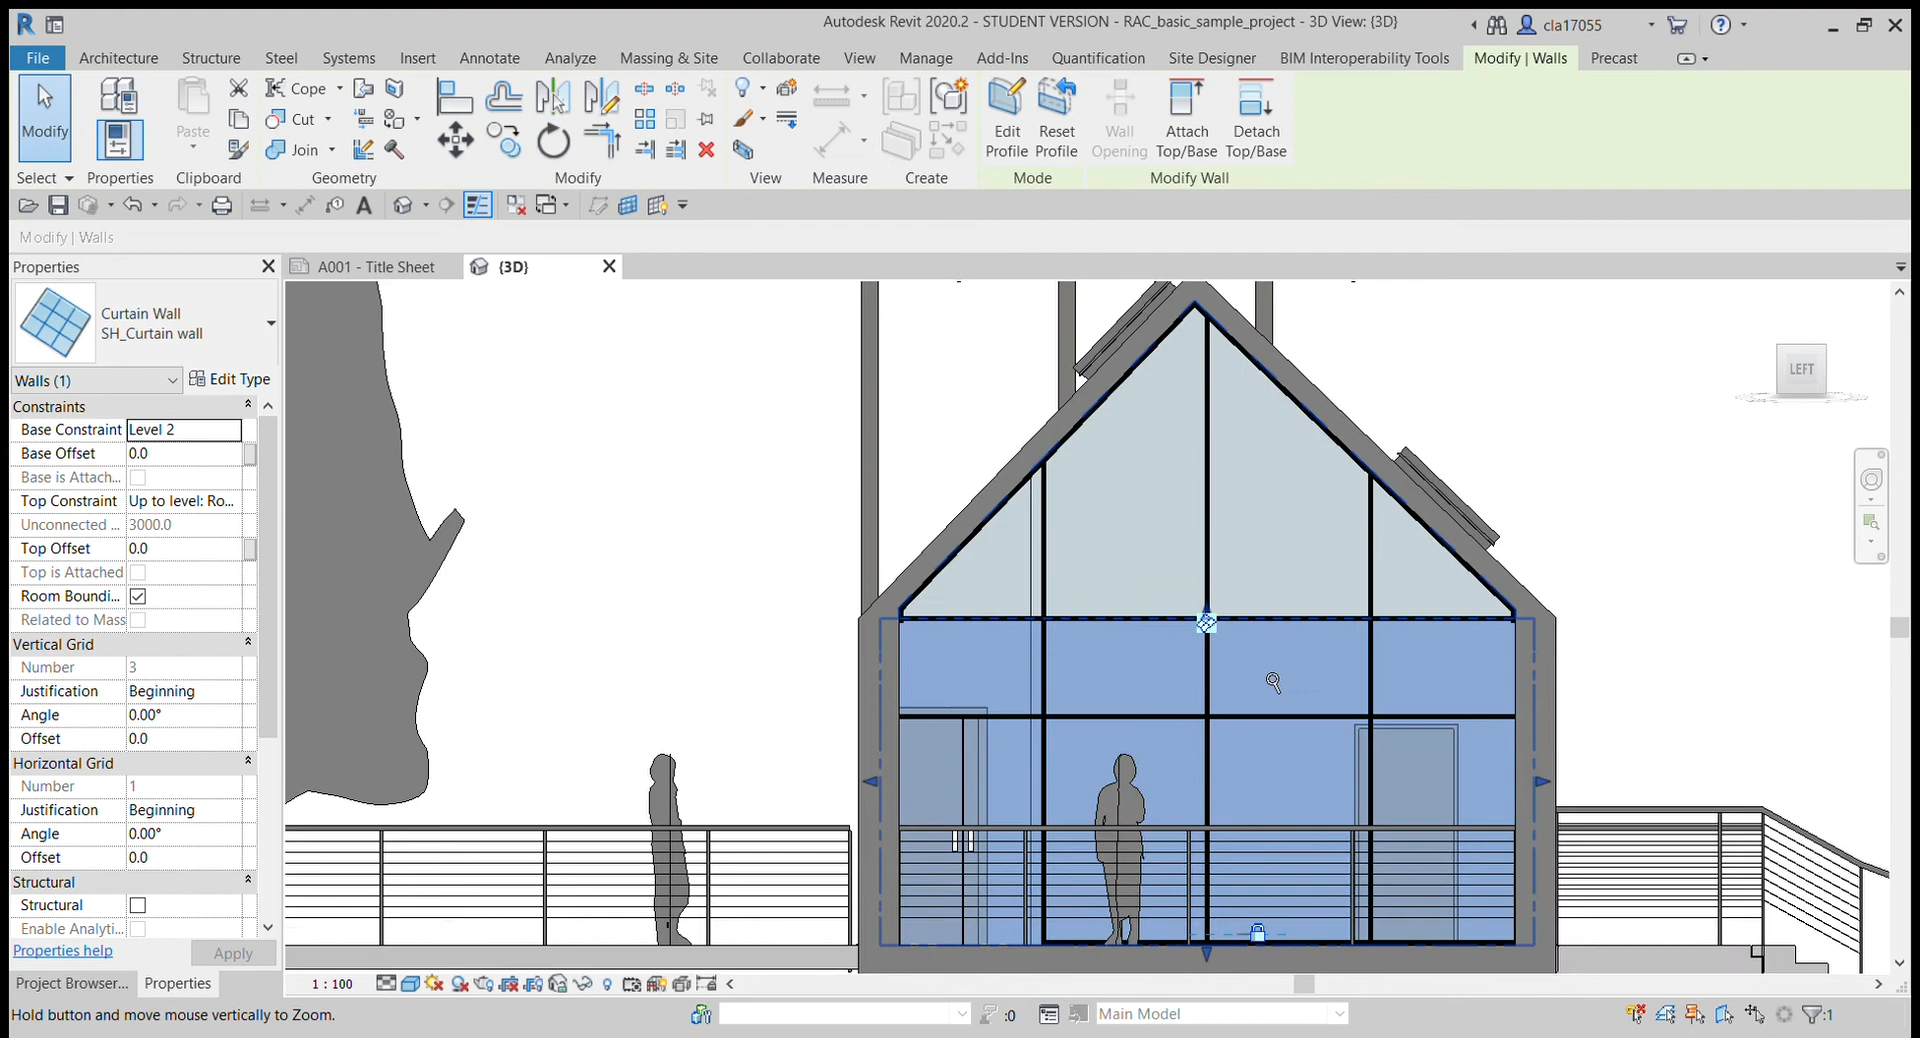 Autodesk Revit 2020.2 - STUDENT VERSION - RAC_basic_sample_project - 3D View: {3D}
cla17055
File Architecture Structure Steel Systems Insert Annotate Analyze Massing & Site Collaborate View Manage Add-Ins Quantification Site Designer BIM Interoperability Tools Modify | Walls Precast
Modify
Paste
Cope
Cut
Join
Edit Profile
Reset Profile
Wall Opening
Attach Top/Base
Detach Top/Base
Select Properties Clipboard Geometry Modify View Measure Create Mode Modify Wall
Modify | Walls
Properties
A001 - Title Sheet
{3D}
Curtain Wall
SH_Curtain wall
Walls (1) Edit Type
Constraints
Base Constraint Level 2
Base Offset 0.0
Base is Attach...
Top Constraint Up to level: Ro...
Unconnected ... 3000.0
Top Offset 0.0
Top is Attached
Room Boundi...
Related to Mass
Vertical Grid
Number 3
Justification Beginning
Angle 0.00°
Offset 0.0
Horizontal Grid
Number 1
Justification Beginning
Angle 0.00°
Offset 0.0
Structural
Structural
Enable Analyti...
Properties help Apply
Project Browser... Properties
LEFT
1 : 100
Hold button and move mouse vertically to Zoom.
:0
Main Model
:1